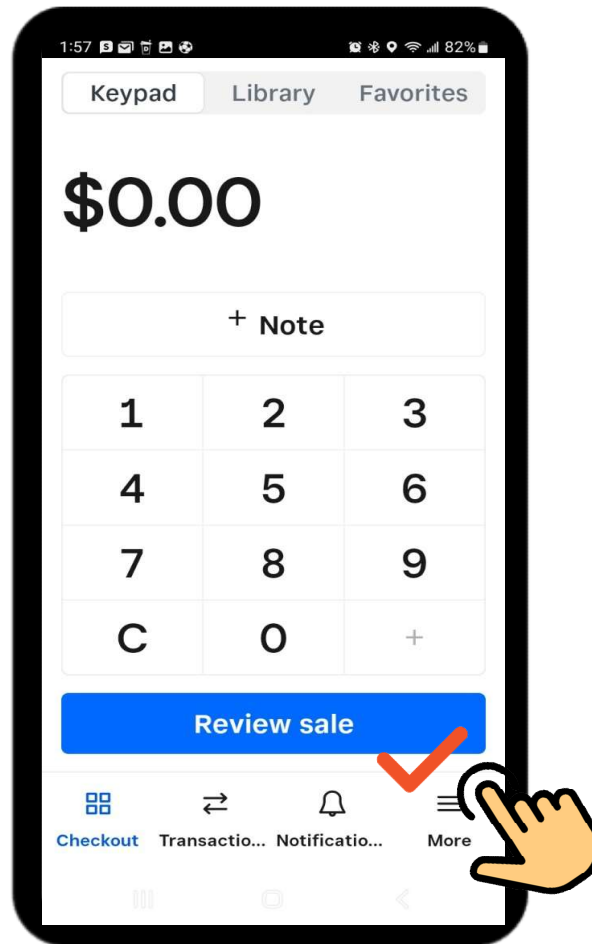 1:57 82%
Keypad Library Favorites
$0.00
+ Note
1 2 3
4 5 6
7 8 9
C 0 +
Review sale
Checkout Transactio... Notificatio... More